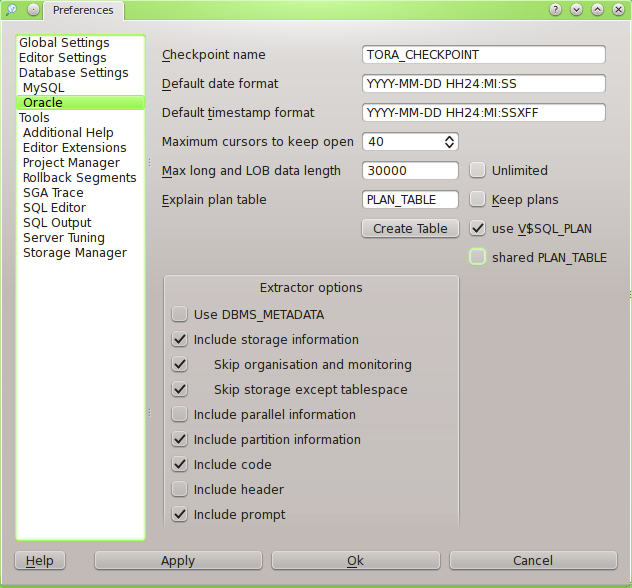 Preferences
Global Settings
Editor Settings
Database Settings
MySQL
Oracle
Tools
Additional Help
Editor Extensions
Project Manager
Rollback Segments
SGA Trace
SQL Editor
SQL Output
Server Tuning
Storage Manager
Checkpoint name TORA_CHECKPOINT
Default date format YYYY-MM-DD HH24:MI:SS
Default timestamp format YYYY-MM-DD HH24:MI:SSXFF
Maximum cursors to keep open 40
Max long and LOB data length 30000 Unlimited
Explain plan table PLAN_TABLE Keep plans
Create Table use V$SQL_PLAN
shared PLAN_TABLE
Extractor options
Use DBMS_METADATA
Include storage information
Skip organisation and monitoring
Skip storage except tablespace
Include parallel information
Include partition information
Include code
Include header
Include prompt
Help Apply Ok Cancel